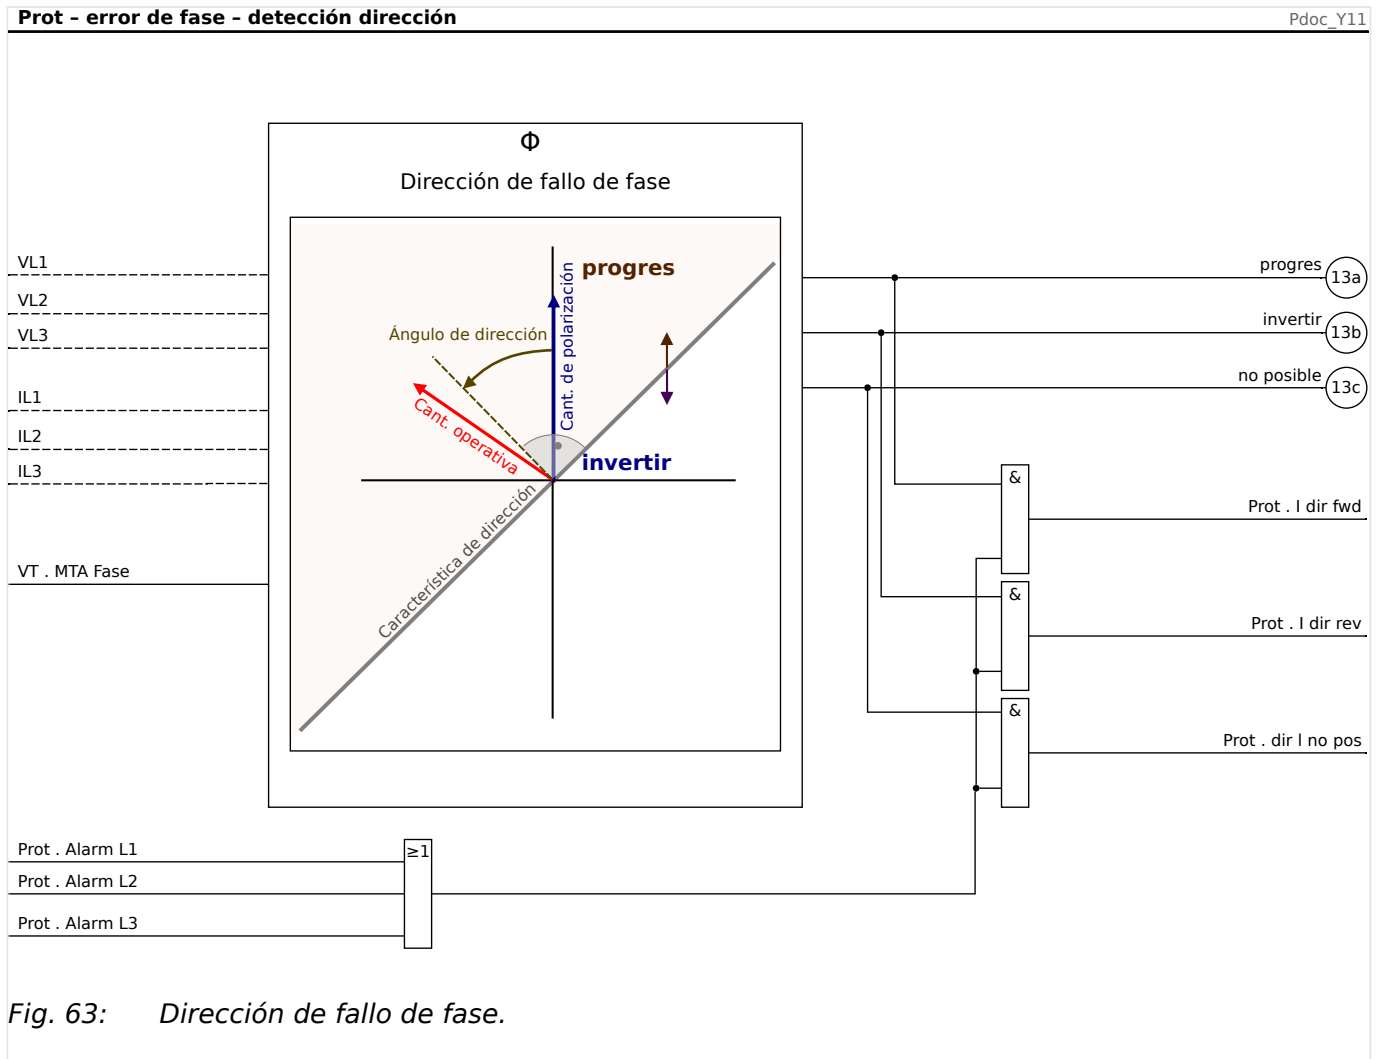 Prot – error de fase – detección dirección
Pdoc_Y11
Φ
Dirección de fallo de fase
VL1
VL2
VL3
IL1
IL2
IL3
VT . MTA Fase
progres
Cant. de polarización
Ángulo de dirección
Cant. operativa
invertir
Característica de dirección
progres
13a
invertir
13b
no posible
13c
&
Prot . I dir fwd
&
Prot . I dir rev
&
Prot . dir I no pos
Prot . Alarm L1
≥1
Prot . Alarm L2
Prot . Alarm L3
Fig. 63: Dirección de fallo de fase.